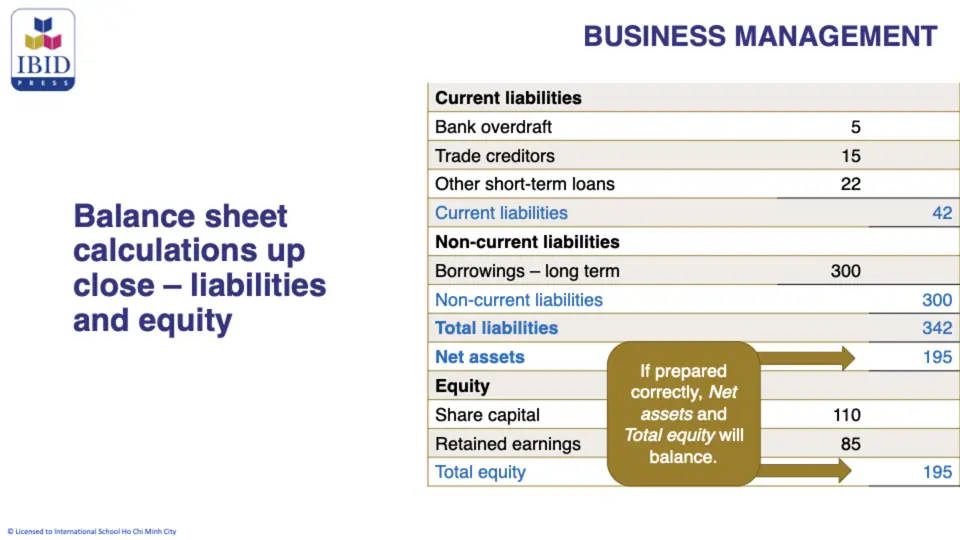 IBID
PRESS
BUSINESS MANAGEMENT
Balance sheet
calculations up
close – liabilities
and equity
Current liabilities
Bank overdraft 5
Trade creditors 15
Other short-term loans 22
Current liabilities 42
Non-current liabilities
Borrowings – long term 300
Non-current liabilities 300
Total liabilities 342
Net assets 195
Equity
Share capital 110
Retained earnings 85
Total equity 195
If prepared
correctly, Net
assets and
Total equity will
balance.
© Licensed to International School Ho Chi Minh City